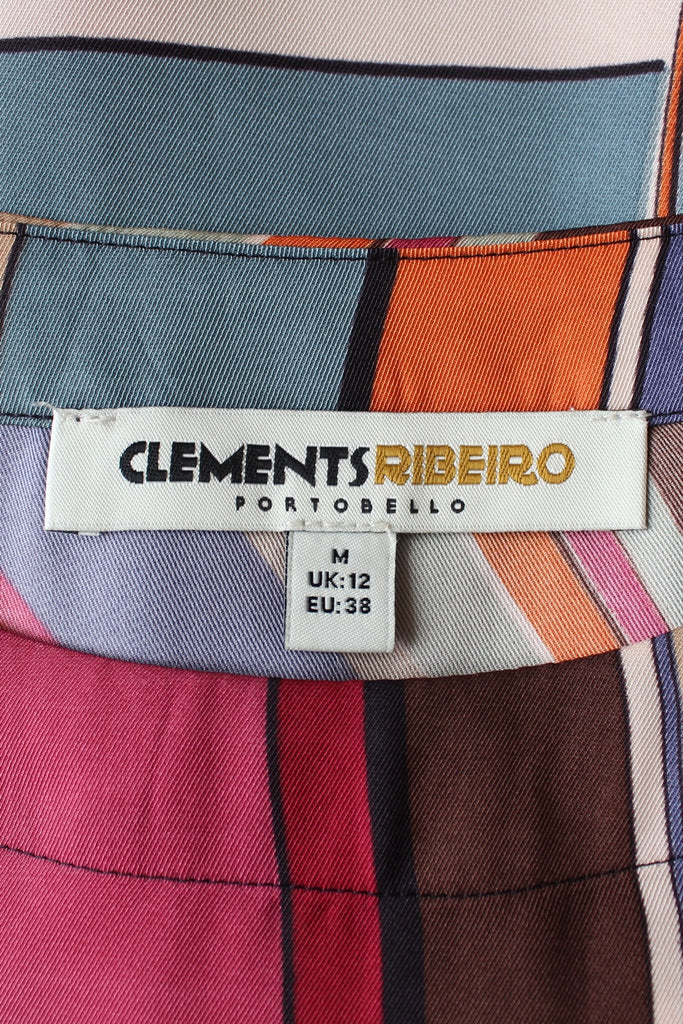 CLEMENTSRIBEIRO
PORTOBELLO
M
UK:12
EU:38